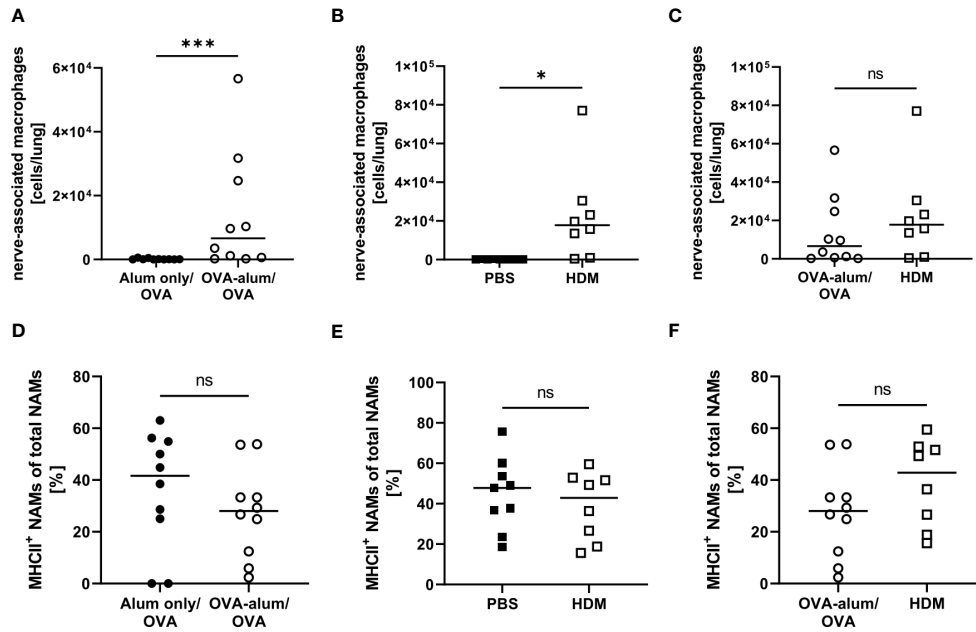 A
nerve-associated macrophages
[cells/lung]
6×10⁴
4×10⁴
2×10⁴
0
***
Alum only/
OVA
OVA-alum/
OVA
B
nerve-associated macrophages
[cells/lung]
1×10⁵
8×10⁴
6×10⁴
4×10⁴
2×10⁴
0
*
PBS
HDM
C
nerve-associated macrophages
[cells/lung]
1×10⁵
8×10⁴
6×10⁴
4×10⁴
2×10⁴
0
ns
OVA-alum/
OVA
HDM
D
MHCII⁺ NAMs of total NAMs
[%]
80
60
40
20
0
ns
Alum only/
OVA
OVA-alum/
OVA
E
MHCII⁺ NAMs of total NAMs
[%]
100
80
60
40
20
0
ns
PBS
HDM
F
MHCII⁺ NAMs of total NAMs
[%]
80
60
40
20
0
ns
OVA-alum/
OVA
HDM